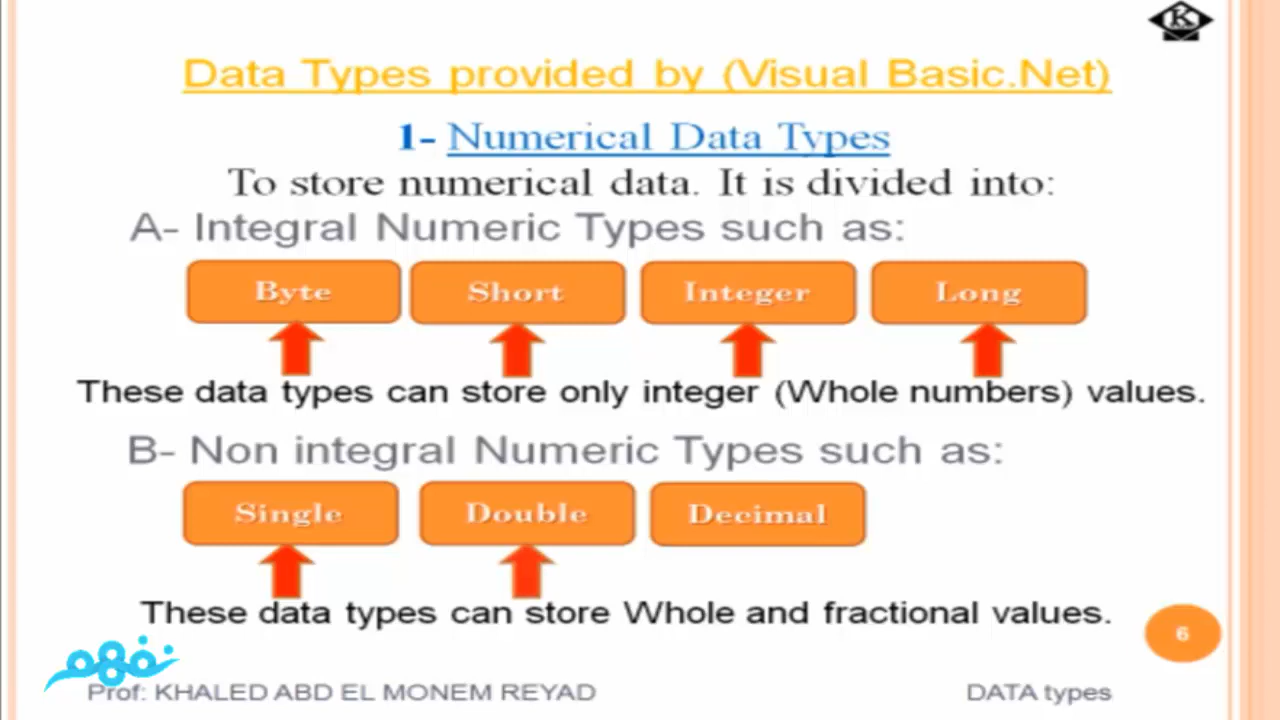 K
Data Types provided by (Visual Basic.Net)
1- Numerical Data Types
To store numerical data. It is divided into:
A- Integral Numeric Types such as:
Byte Short Integer Long
These data types can store only integer (Whole numbers) values.
B- Non integral Numeric Types such as:
Single Double Decimal
These data types can store Whole and fractional values.
6
نفهم
Prof: KHALED ABD EL MONEM REYAD DATA types